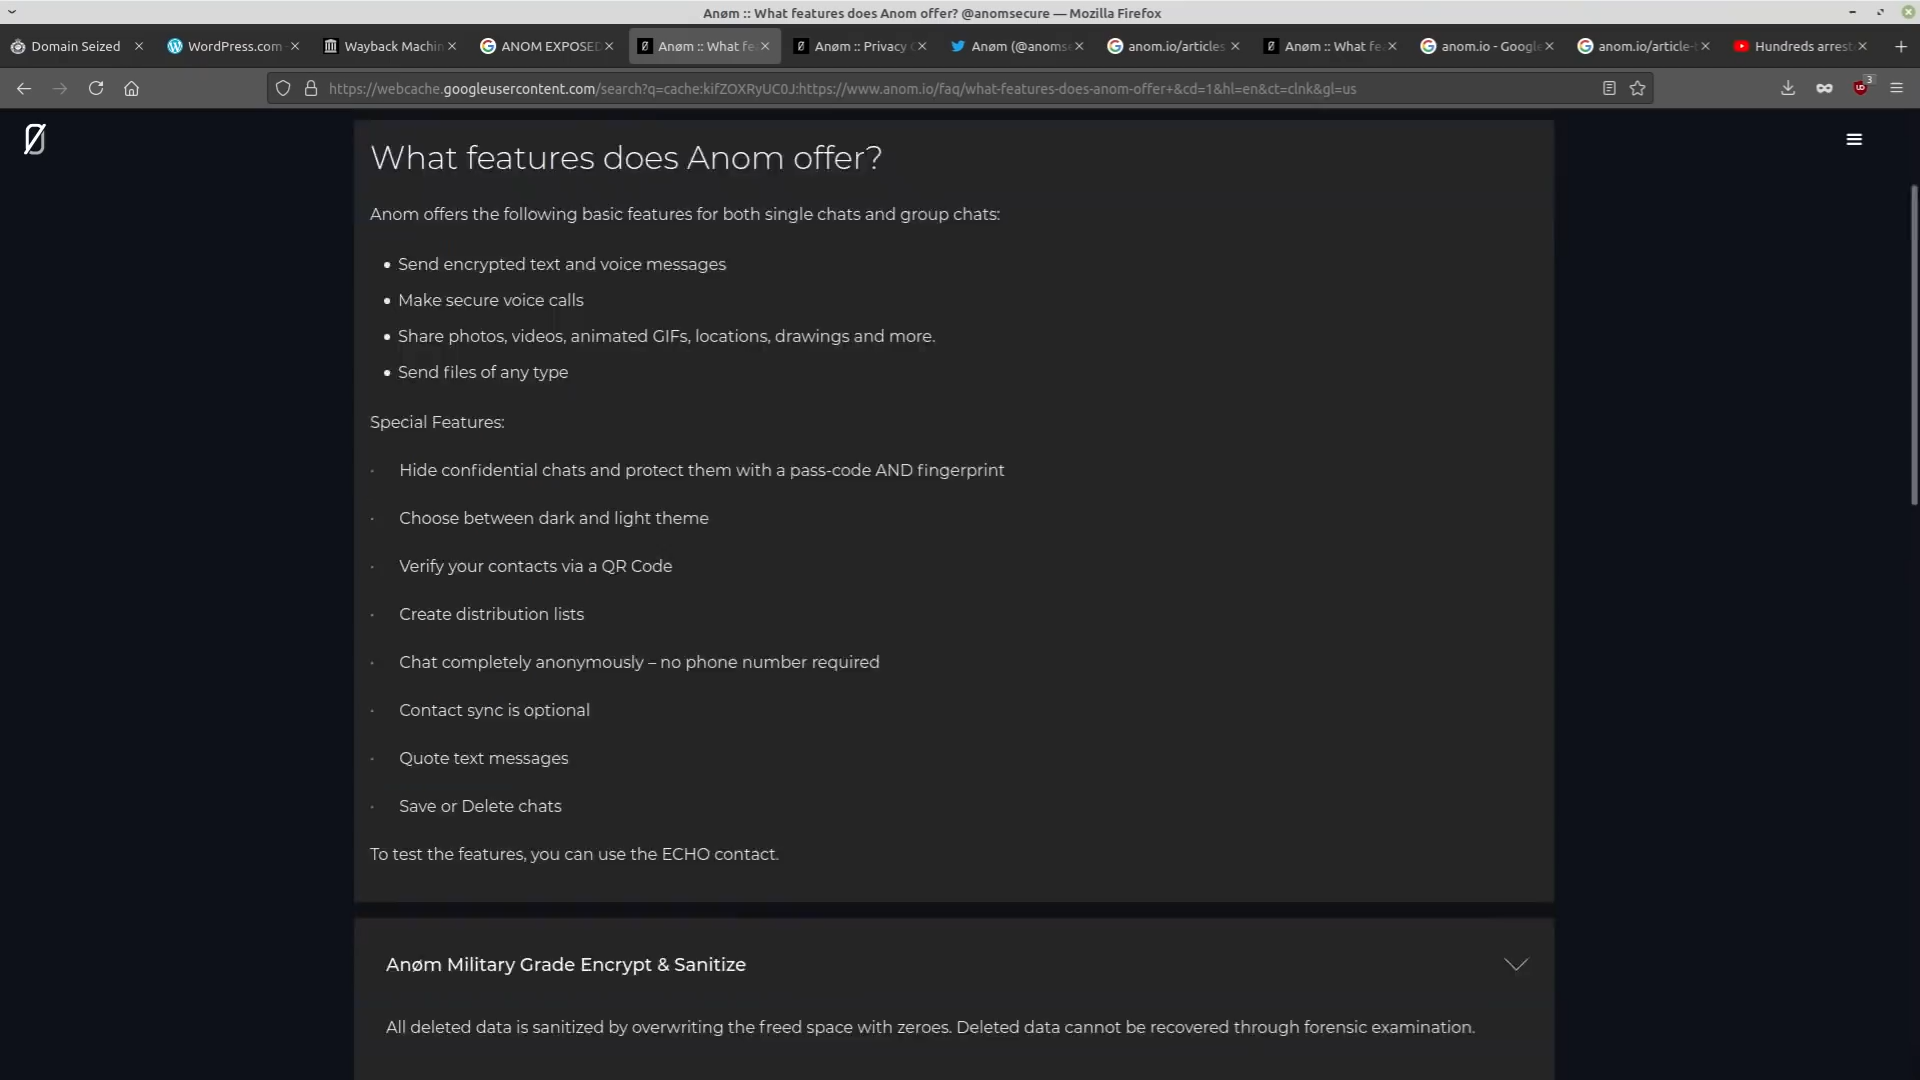 Anøm :: What features does Anom offer? @anomsecure — Mozilla Firefox
Domain Seized
WordPress.com
Wayback Machin
ANOM EXPOSED
Anøm :: What fe
Anøm :: Privacy
Anøm (@anoms
anom.io/articles
Anøm :: What fe
anom.io - Google
anom.io/article-
Hundreds arrest
https://webcache.googleusercontent.com/search?q=cache:kifZOXRyUC0J:https://www.anom.io/faq/what-features-does-anom-offer+&cd=1&hl=en&ct=clnk&gl=us
3
What features does Anom offer?
Anom offers the following basic features for both single chats and group chats:
• Send encrypted text and voice messages
• Make secure voice calls
• Share photos, videos, animated GIFs, locations, drawings and more.
• Send files of any type
Special Features:
· Hide confidential chats and protect them with a pass-code AND fingerprint
· Choose between dark and light theme
· Verify your contacts via a QR Code
· Create distribution lists
· Chat completely anonymously – no phone number required
· Contact sync is optional
· Quote text messages
· Save or Delete chats
To test the features, you can use the ECHO contact.
Anøm Military Grade Encrypt & Sanitize
All deleted data is sanitized by overwriting the freed space with zeroes. Deleted data cannot be recovered through forensic examination.